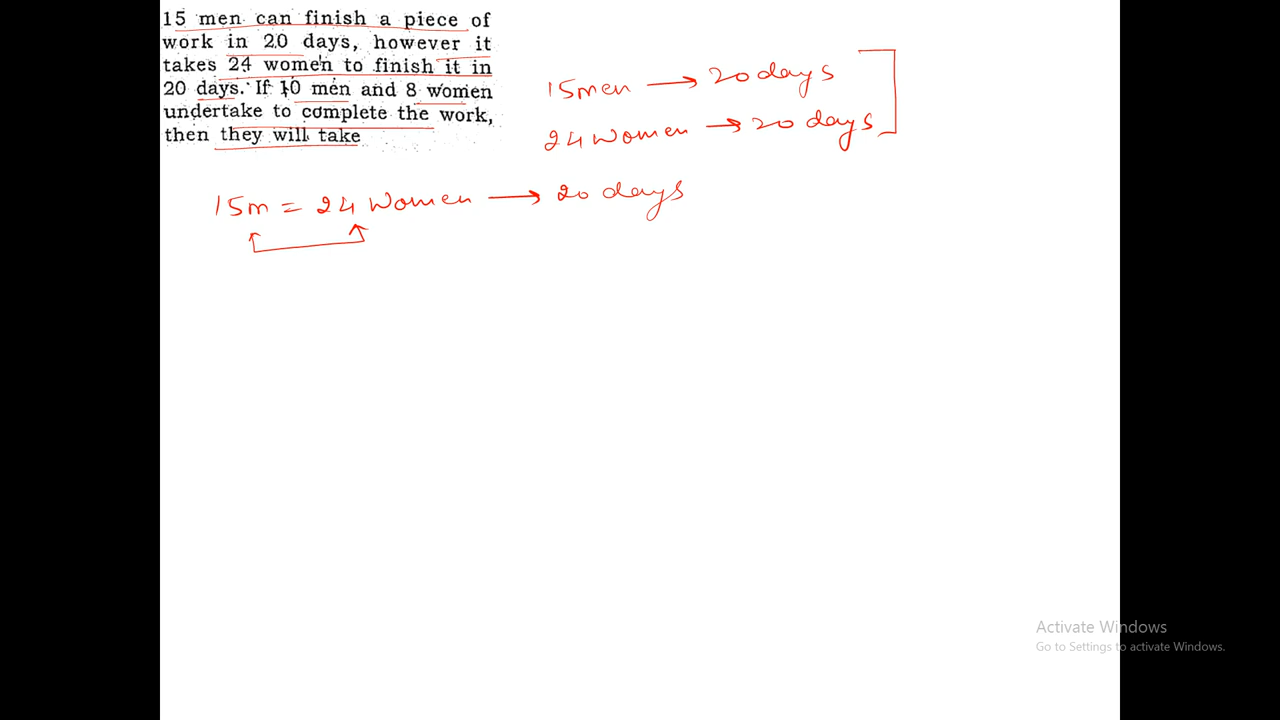 15 men can finish a piece of
work in 20 days, however it
takes 24 women to finish it in
20 days. If 10 men and 8 women
undertake to complete the work,
then they will take
15men → 20 days
24 women → 20 days
15m = 24 Women → 20 days
Activate Windows
Go to Settings to activate Windows.